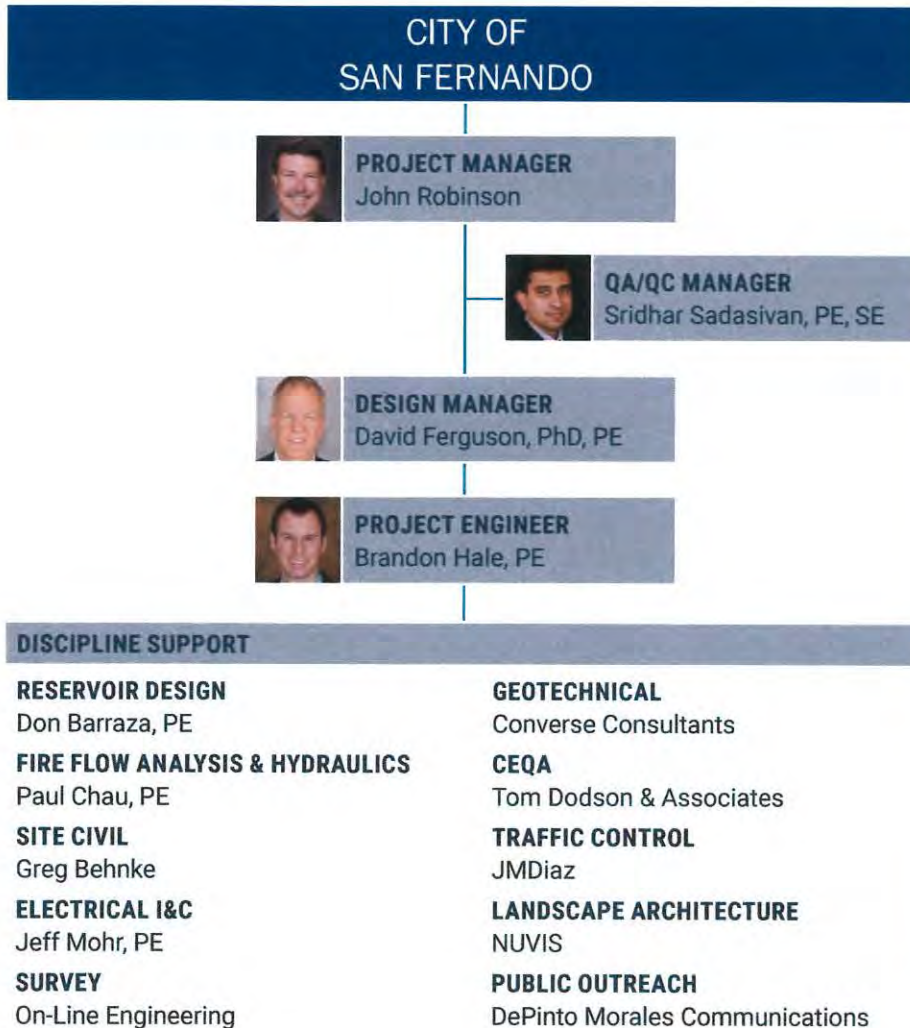 CITY OF
SAN FERNANDO
PROJECT MANAGER
John Robinson
QA/QC MANAGER
Sridhar Sadasivan, PE, SE
DESIGN MANAGER
David Ferguson, PhD, PE
PROJECT ENGINEER
Brandon Hale, PE
DISCIPLINE SUPPORT
RESERVOIR DESIGN
Don Barraza, PE
FIRE FLOW ANALYSIS & HYDRAULICS
Paul Chau, PE
SITE CIVIL
Greg Behnke
ELECTRICAL I&C
Jeff Mohr, PE
SURVEY
On-Line Engineering
GEOTECHNICAL
Converse Consultants
CEQA
Tom Dodson & Associates
TRAFFIC CONTROL
JMDiaz
LANDSCAPE ARCHITECTURE
NUVIS
PUBLIC OUTREACH
DePinto Morales Communications